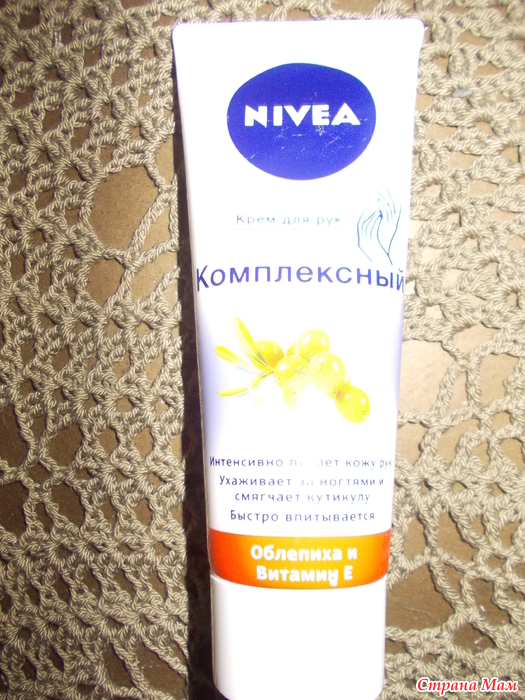 NIVEA
Крем для рук
Комплексный
Интенсивно кожу рук
Ухаживает за ногтями и
смягчает кутикулу
Быстро впитывается
Облепиха и
Витамин Е
Страна Мам